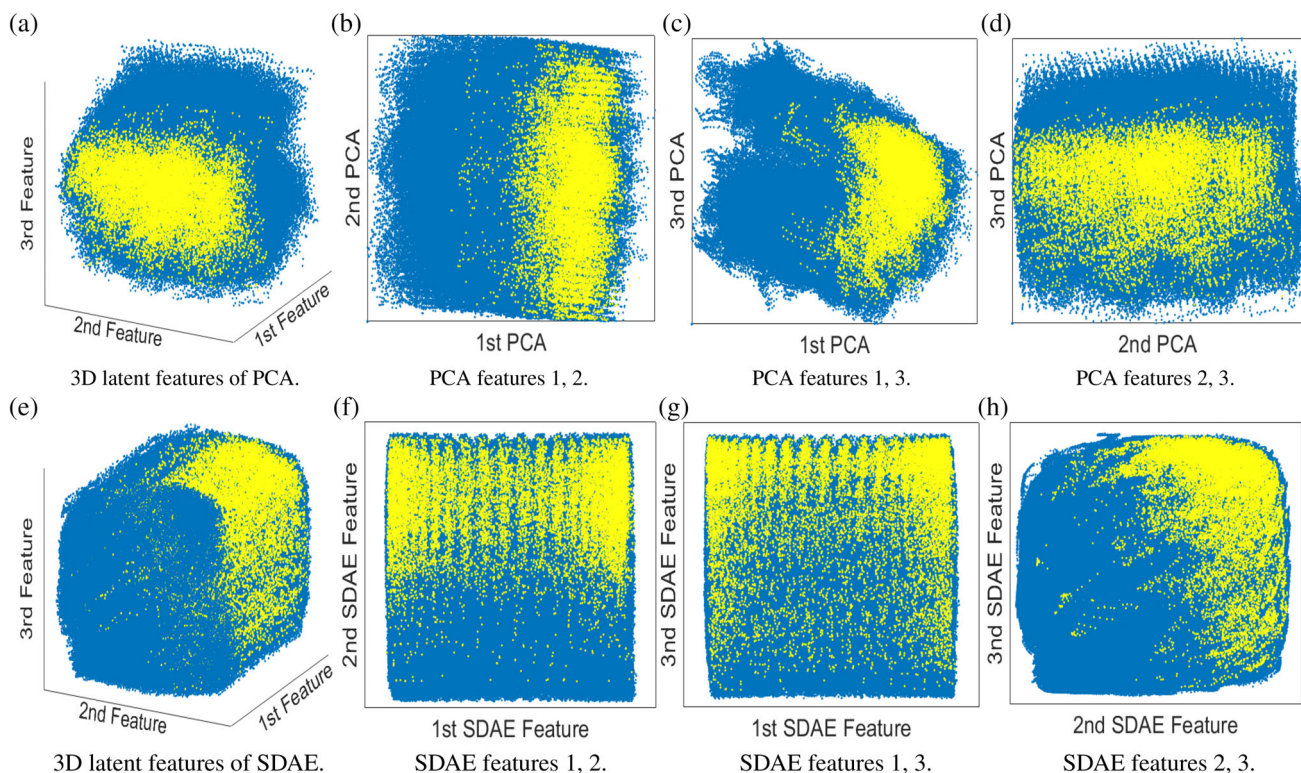 (a)
(b)
(c)
(d)
3rd Feature
2nd Feature
1st Feature
2nd PCA
1st PCA
3nd PCA
1st PCA
3nd PCA
2nd PCA
3D latent features of PCA.
PCA features 1, 2.
PCA features 1, 3.
PCA features 2, 3.
(e)
(f)
(g)
(h)
3rd Feature
2nd Feature
1st Feature
2nd SDAE Feature
1st SDAE Feature
3nd SDAE Feature
1st SDAE Feature
3nd SDAE Feature
2nd SDAE Feature
3D latent features of SDAE.
SDAE features 1, 2.
SDAE features 1, 3.
SDAE features 2, 3.